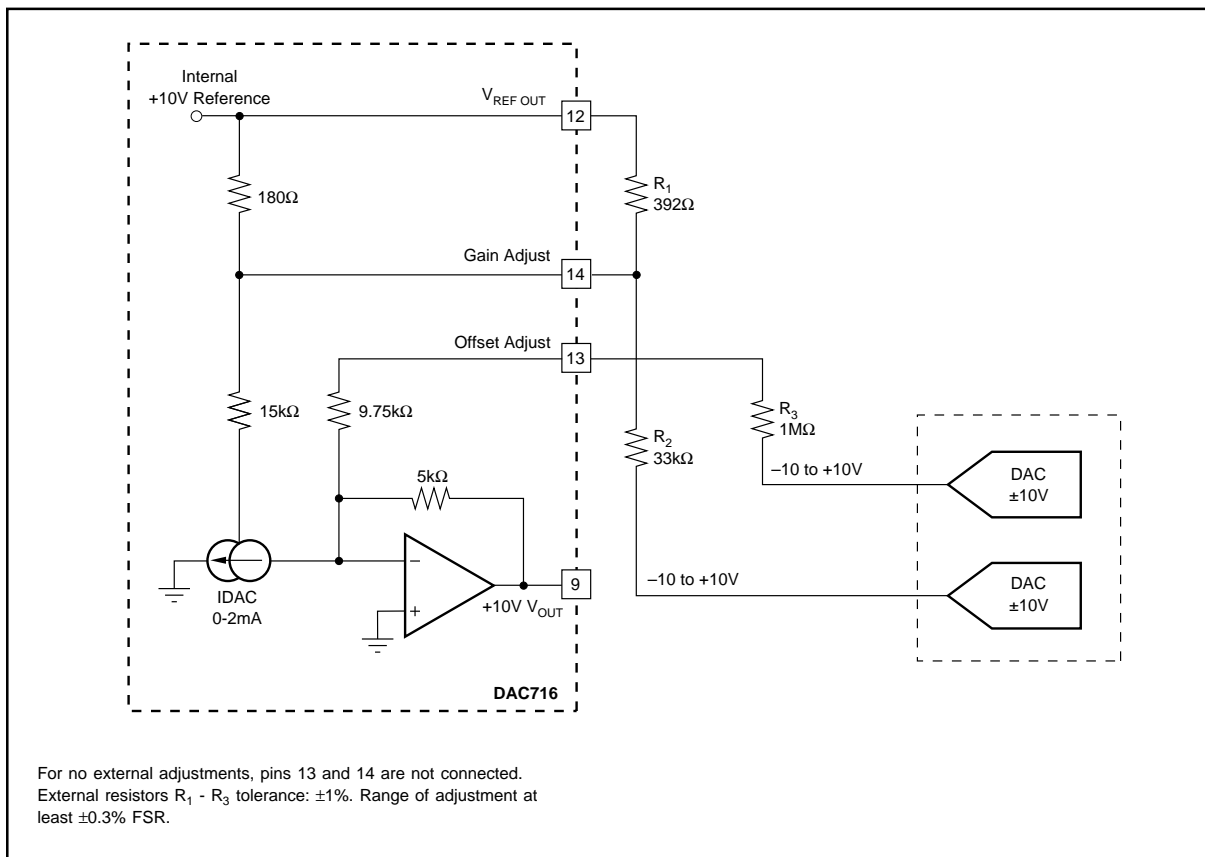 Internal
+10V Reference
V_REF OUT
12
180Ω
R₁
392Ω
Gain Adjust
14
Offset Adjust
13
15kΩ
9.75kΩ
R₃
1MΩ
R₂
33kΩ
–10 to +10V
DAC
±10V
5kΩ
–10 to +10V
DAC
±10V
–
+
IDAC
0-2mA
+10V V_OUT
9
DAC716
For no external adjustments, pins 13 and 14 are not connected.
External resistors R₁ - R₃ tolerance: ±1%. Range of adjustment at
least ±0.3% FSR.